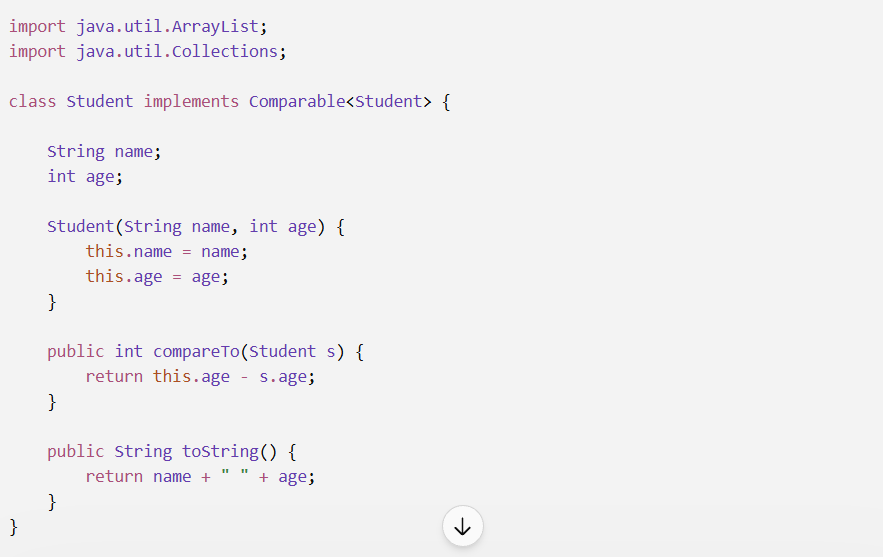 import java.util.ArrayList;
import java.util.Collections;

class Student implements Comparable<Student> {

    String name;
    int age;

    Student(String name, int age) {
        this.name = name;
        this.age = age;
    }

    public int compareTo(Student s) {
        return this.age - s.age;
    }

    public String toString() {
        return name + " " + age;
    }
}